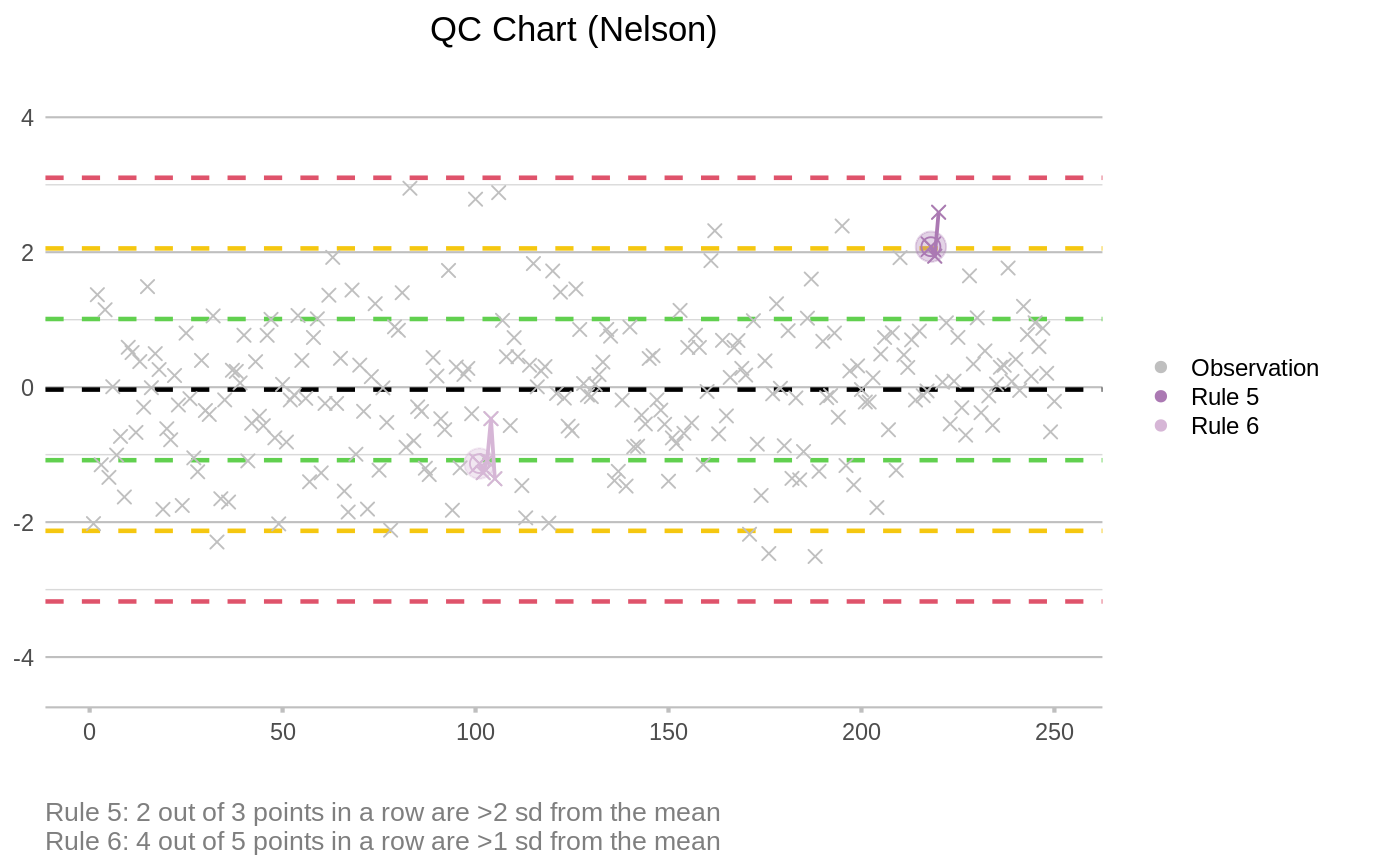 QC Chart (Nelson)
4
2
0
-2
-4
0 50 100 150 200 250
Observation
Rule 5
Rule 6
Rule 5: 2 out of 3 points in a row are >2 sd from the mean
Rule 6: 4 out of 5 points in a row are >1 sd from the mean